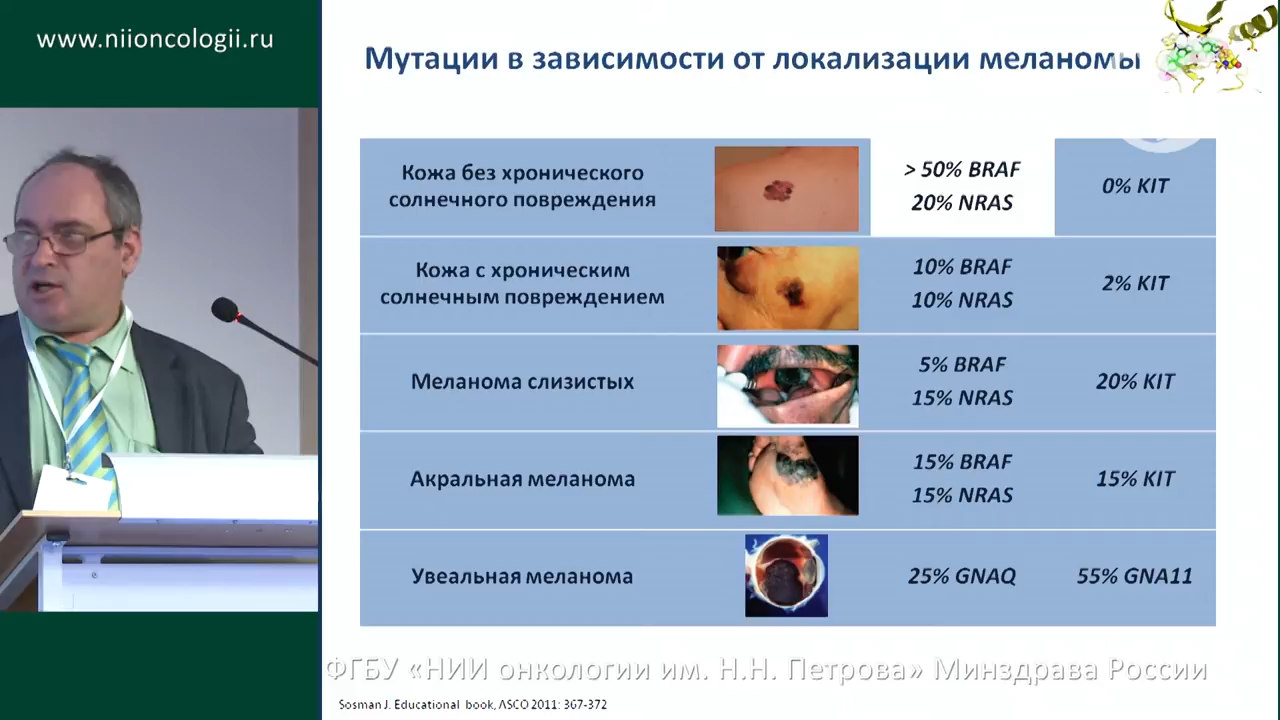 www.niioncologii.ru
Мутации в зависимости от локализации меланомы
Кожа без хронического
солнечного повреждения
> 50% BRAF
20% NRAS
0% KIT
Кожа с хроническим
солнечным повреждением
10% BRAF
10% NRAS
2% KIT
Меланома слизистых
5% BRAF
15% NRAS
20% KIT
Акральная меланома
15% BRAF
15% NRAS
15% KIT
Увеальная меланома
25% GNAQ
55% GNA11
ФГБУ «НИИ онкологии им. Н.Н. Петрова» Минздрава России
Sosman J. Educational book, ASCO 2011: 367-372